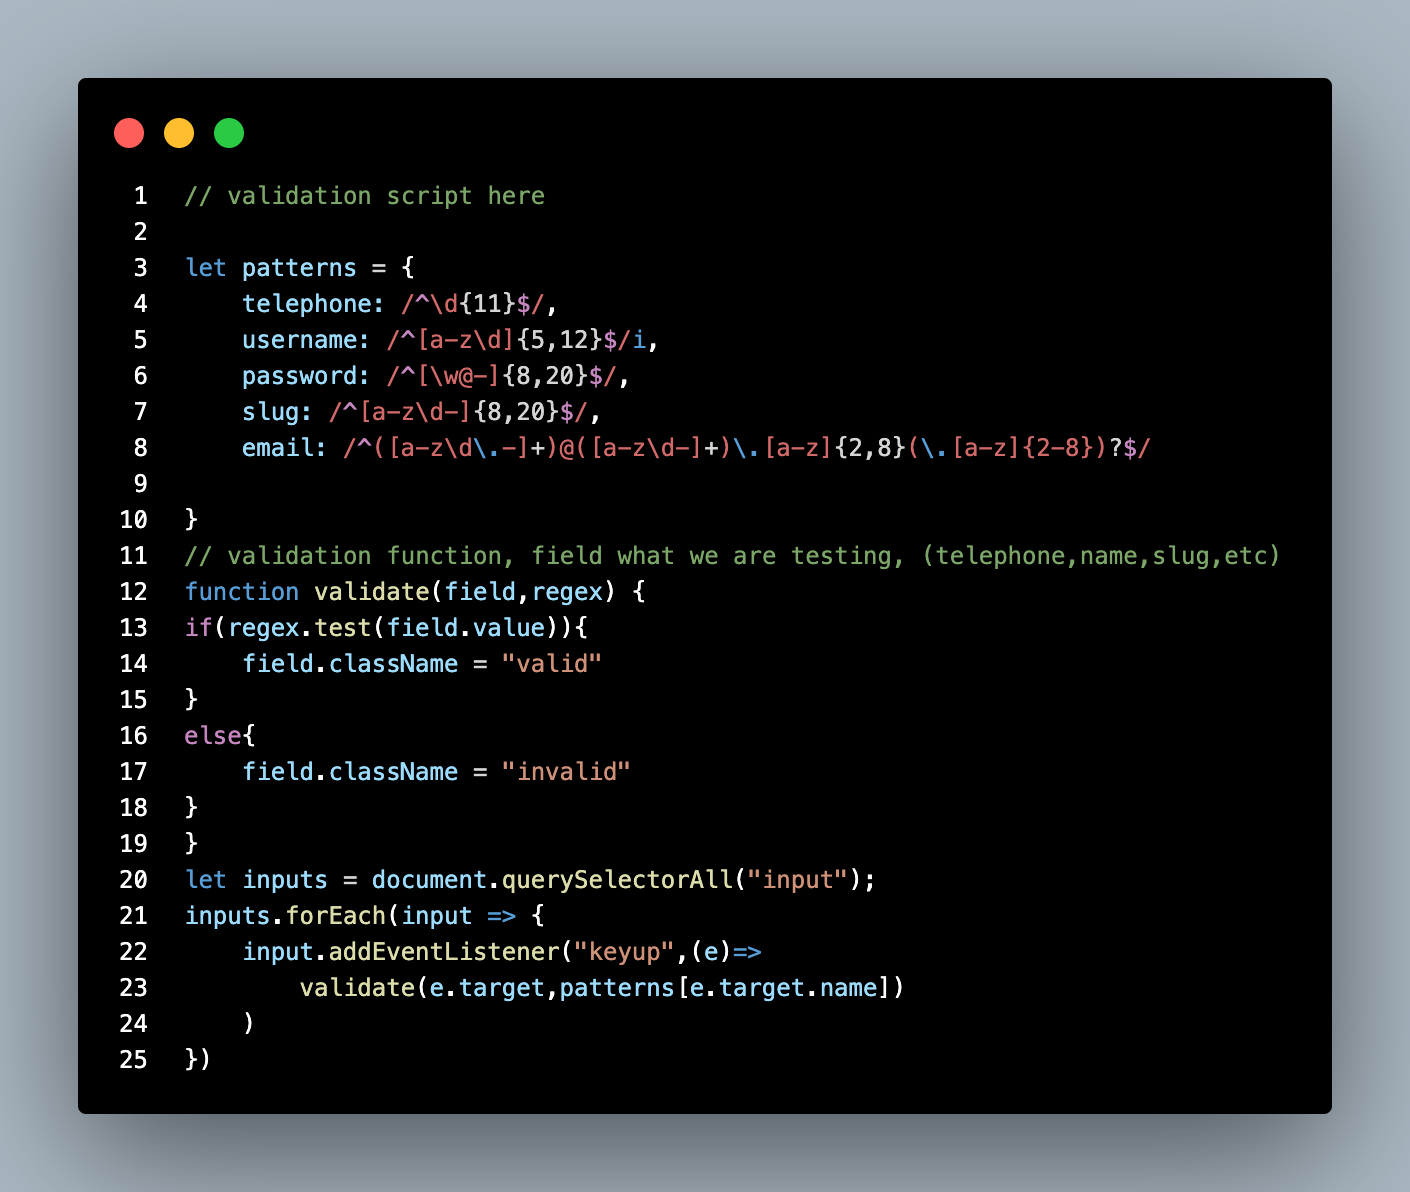 1 // validation script here
2
3 let patterns = {
4     telephone: /^\d{11}$/,
5     username: /^[a-z\d]{5,12}$/i,
6     password: /^[\w@-]{8,20}$/,
7     slug: /^[a-z\d-]{8,20}$/,
8     email: /^([a-z\d\.-]+)@([a-z\d-]+)\.[a-z]{2,8}(\.[a-z]{2-8})?$/
9
10 }
11 // validation function, field what we are testing, (telephone,name,slug,etc)
12 function validate(field,regex) {
13 if(regex.test(field.value)){
14     field.className = "valid"
15 }
16 else{
17     field.className = "invalid"
18 }
19 }
20 let inputs = document.querySelectorAll("input");
21 inputs.forEach(input => {
22     input.addEventListener("keyup",(e)=>
23         validate(e.target,patterns[e.target.name])
24     )
25 })